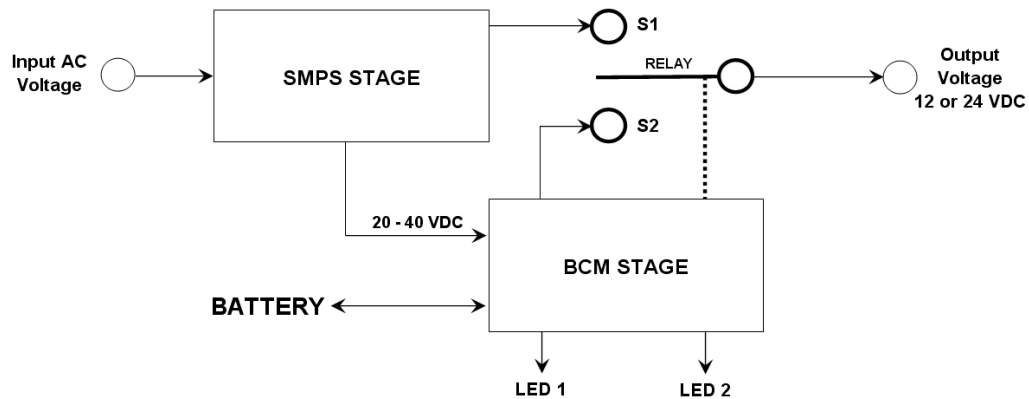 Input AC
Voltage
SMPS STAGE
S1
RELAY
Output
Voltage
12 or 24 VDC
S2
20 - 40 VDC
BCM STAGE
BATTERY
LED 1
LED 2